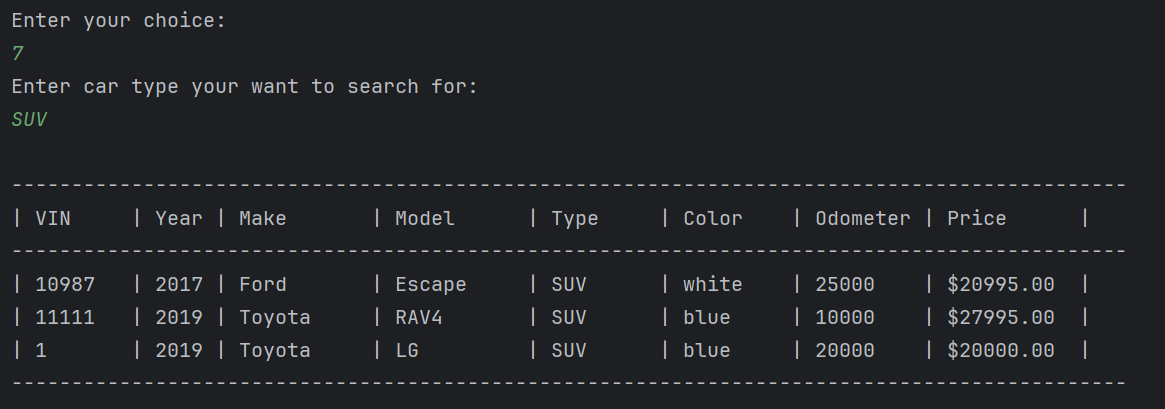 Enter your choice:
7
Enter car type your want to search for:
SUV
---------------------------------------------------------------------------------------------
| VIN     | Year | Make       | Model      | Type     | Color    | Odometer | Price      |
---------------------------------------------------------------------------------------------
| 10987   | 2017 | Ford       | Escape     | SUV      | white    | 25000    | $20995.00  |
| 11111   | 2019 | Toyota     | RAV4       | SUV      | blue     | 10000    | $27995.00  |
| 1       | 2019 | Toyota     | LG         | SUV      | blue     | 20000    | $20000.00  |
---------------------------------------------------------------------------------------------